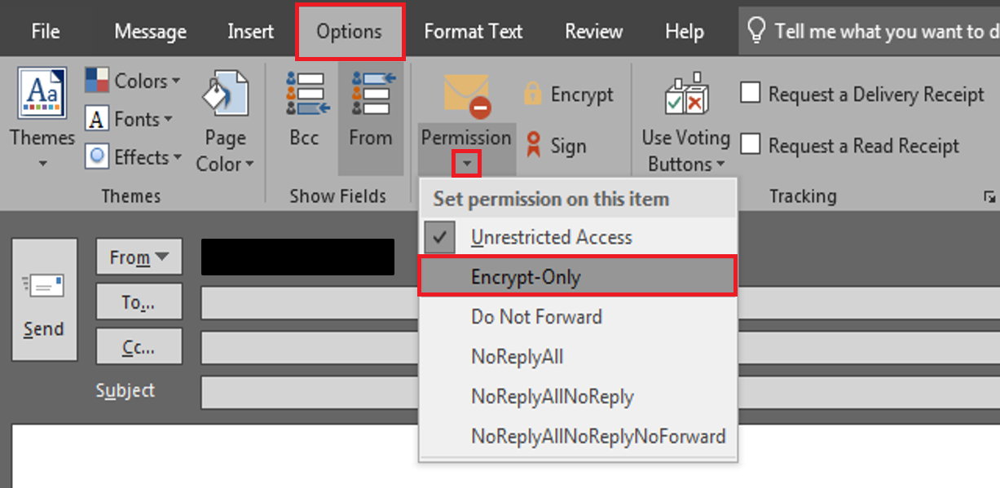 File Message Insert Options Format Text Review Help Tell me what you want to d
Aa
Themes
Colors
A Fonts
Effects
Page
Color
Themes
Bcc
From
Show Fields
Permission
Encrypt
Sign
Use Voting
Buttons
Request a Delivery Receipt
Request a Read Receipt
Tracking
Set permission on this item
Unrestricted Access
Encrypt-Only
Do Not Forward
NoReplyAll
NoReplyAllNoReply
NoReplyAllNoReplyNoForward
Send
From
To...
Cc...
Subject